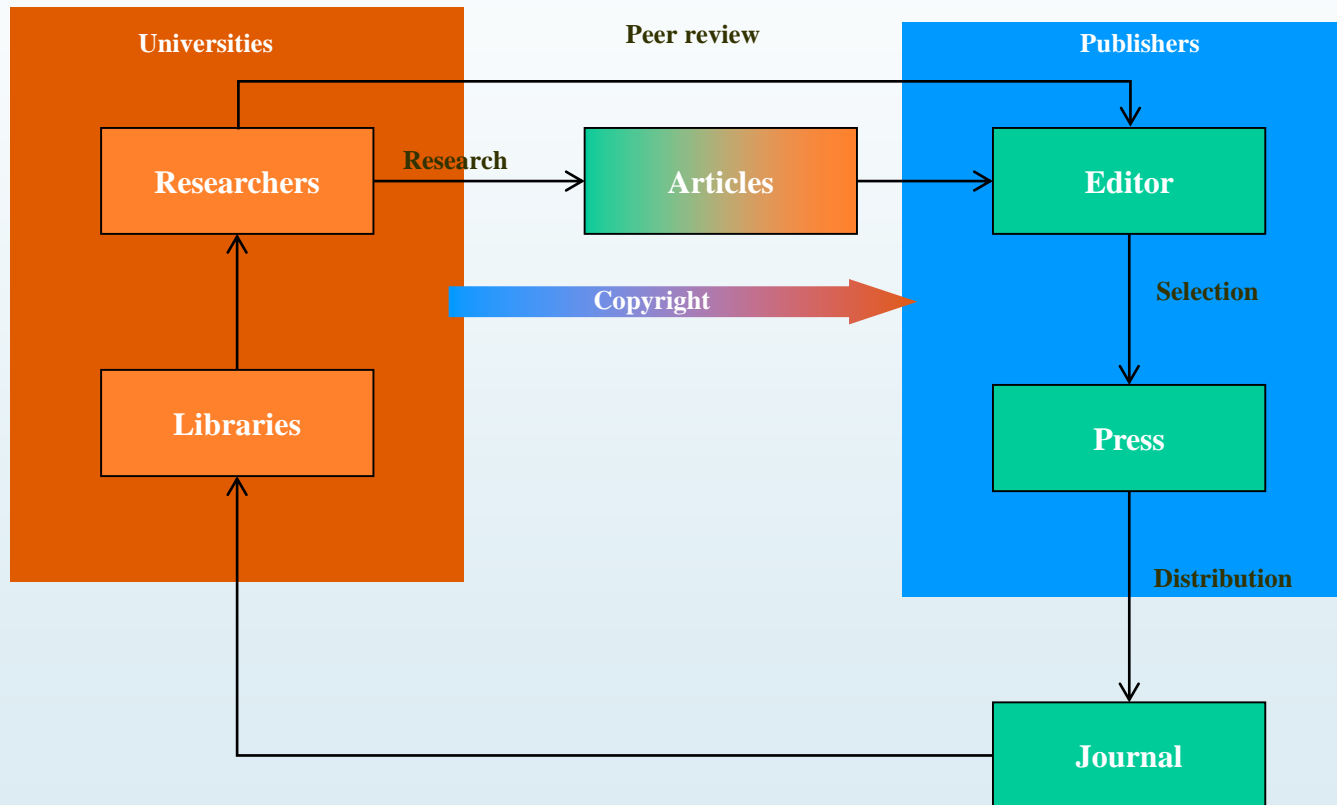 Universities
Peer review
Publishers
Researchers
Research
Articles
Editor
Copyright
Selection
Libraries
Press
Distribution
Journal